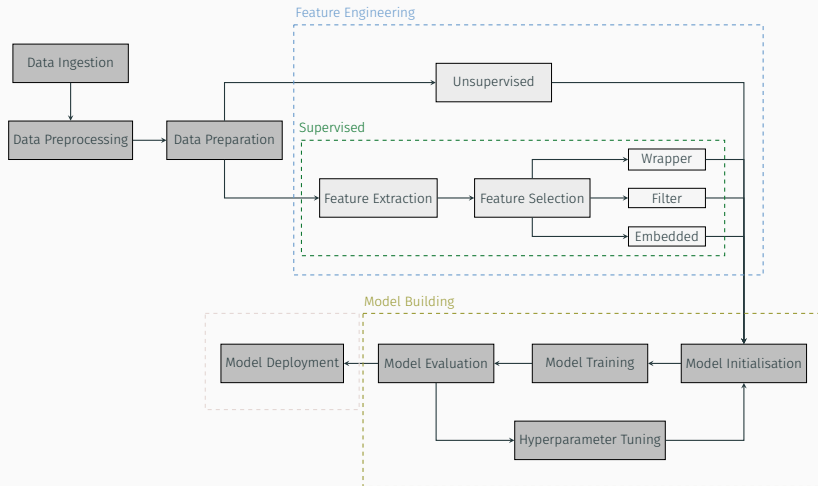 Feature Engineering
Data Ingestion
Unsupervised
Supervised
Data Preprocessing
Data Preparation
Wrapper
Feature Extraction
Feature Selection
Filter
Embedded
Model Building
Model Deployment
Model Evaluation
Model Training
Model Initialisation
Hyperparameter Tuning